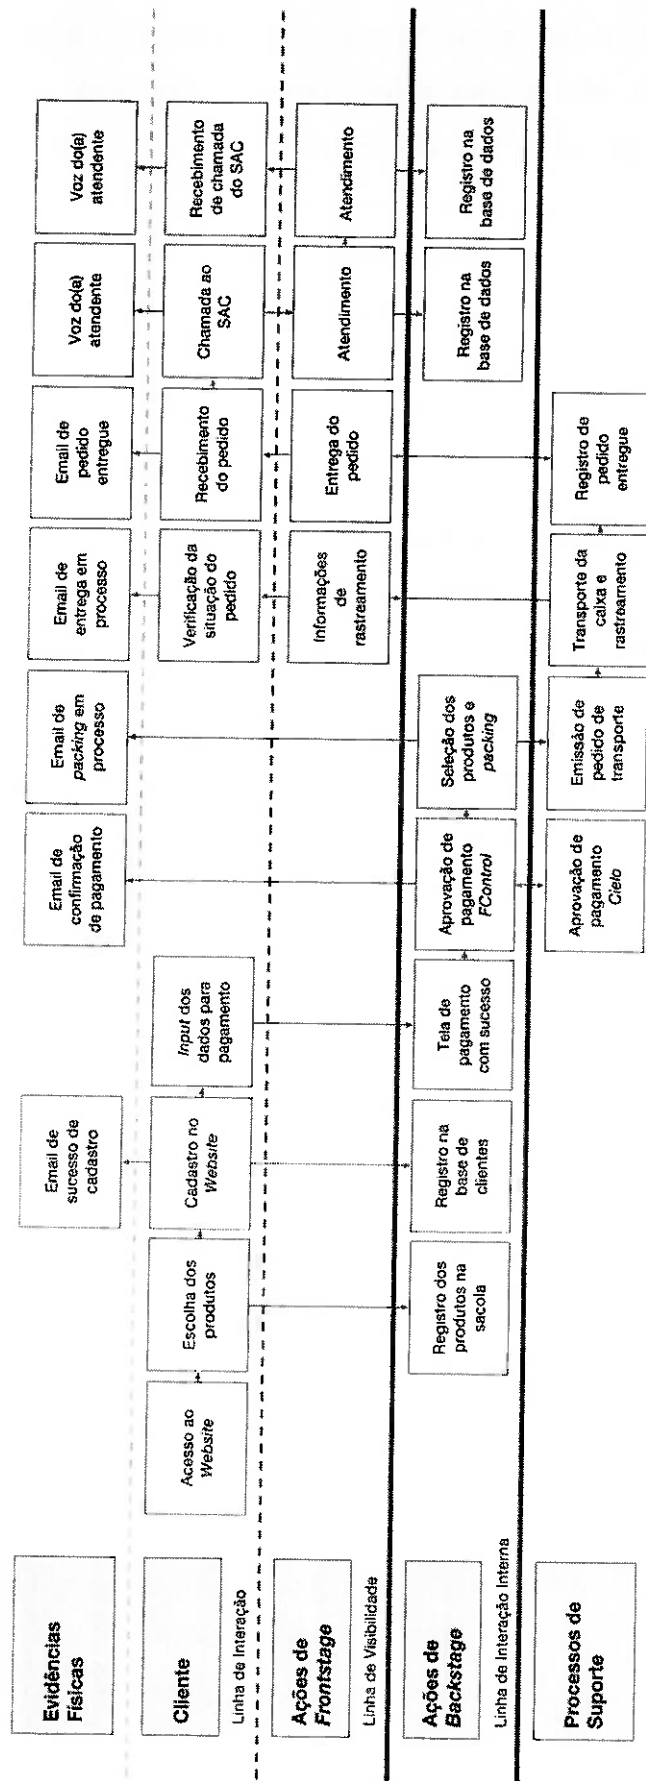 Evidências
Físicas
Email de
sucesso de
cadastro
Email de
confirmação
de pagamento
Email de
packing em
processo
Email de
entrega em
processo
Email de
pedido
entregue
Voz do(a)
atendente
Voz do(a)
atendente
Cliente
Acesso ao
Website
Escolha dos
produtos
Cadastro no
Website
Input dos
dados para
pagamento
Verificação da
situação do
pedido
Recebimento
do pedido
Chamada ao
SAC
Recebimento
de chamada
do SAC
Linha de Interação
Ações de
Frontstage
Informações
de
rastreamento
Entrega do
pedido
Atendimento
Atendimento
Linha de Visibilidade
Ações de
Backstage
Registro dos
produtos na
sacola
Registro na
base de
clientes
Tela de
pagamento
com sucesso
Aprovação de
pagamento
FControl
Seleção dos
produtos e
packing
Registro na
base de dados
Registro na
base de dados
Linha de Interação Interna
Processos de
Suporte
Aprovação de
pagamento
Cielo
Emissão de
pedido de
transporte
Transporte da
caixa e
rastreamento
Registro de
pedido
entregue